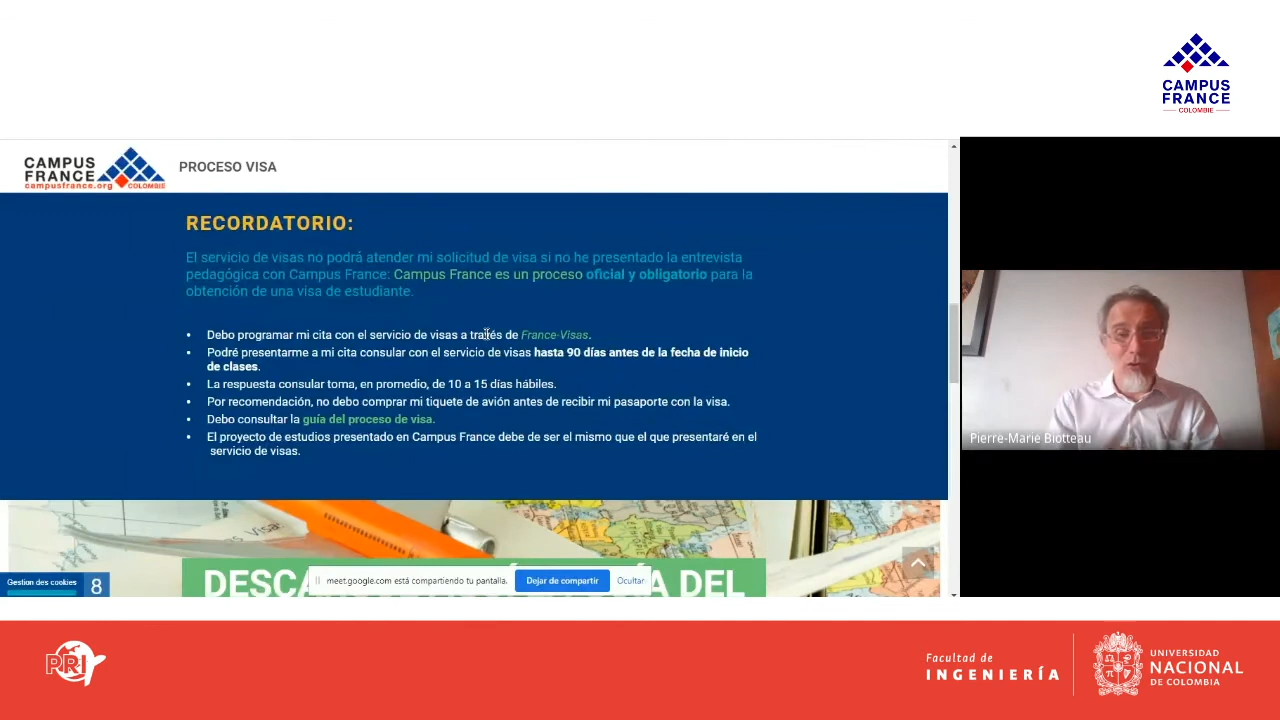 CAMPUS
FRANCE
COLOMBIE
CAMPUS
FRANCE
campusfrance.org COLOMBIE
PROCESO VISA
RECORDATORIO:
El servicio de visas no podrá atender mi solicitud de visa si no he presentado la entrevista
pedagógica con Campus France: Campus France es un proceso oficial y obligatorio para la
obtención de una visa de estudiante.
• Debo programar mi cita con el servicio de visas a través de France-Visas.
• Podré presentarme a mi cita consular con el servicio de visas hasta 90 días antes de la fecha de inicio
de clases.
• La respuesta consular toma, en promedio, de 10 a 15 días hábiles.
• Por recomendación, no debo comprar mi tiquete de avión antes de recibir mi pasaporte con la visa.
• Debo consultar la guía del proceso de visa.
• El proyecto de estudios presentado en Campus France debe de ser el mismo que el que presentaré en el
servicio de visas.
Pierre-Marie Biotteau
Visa
Gestion des cookies
8
meet.google.com está compartiendo tu pantalla.
Dejar de compartir
Ocultar
DEL
PRI
Facultad de
INGENIERÍA
UNIVERSIDAD
NACIONAL
DE COLOMBIA